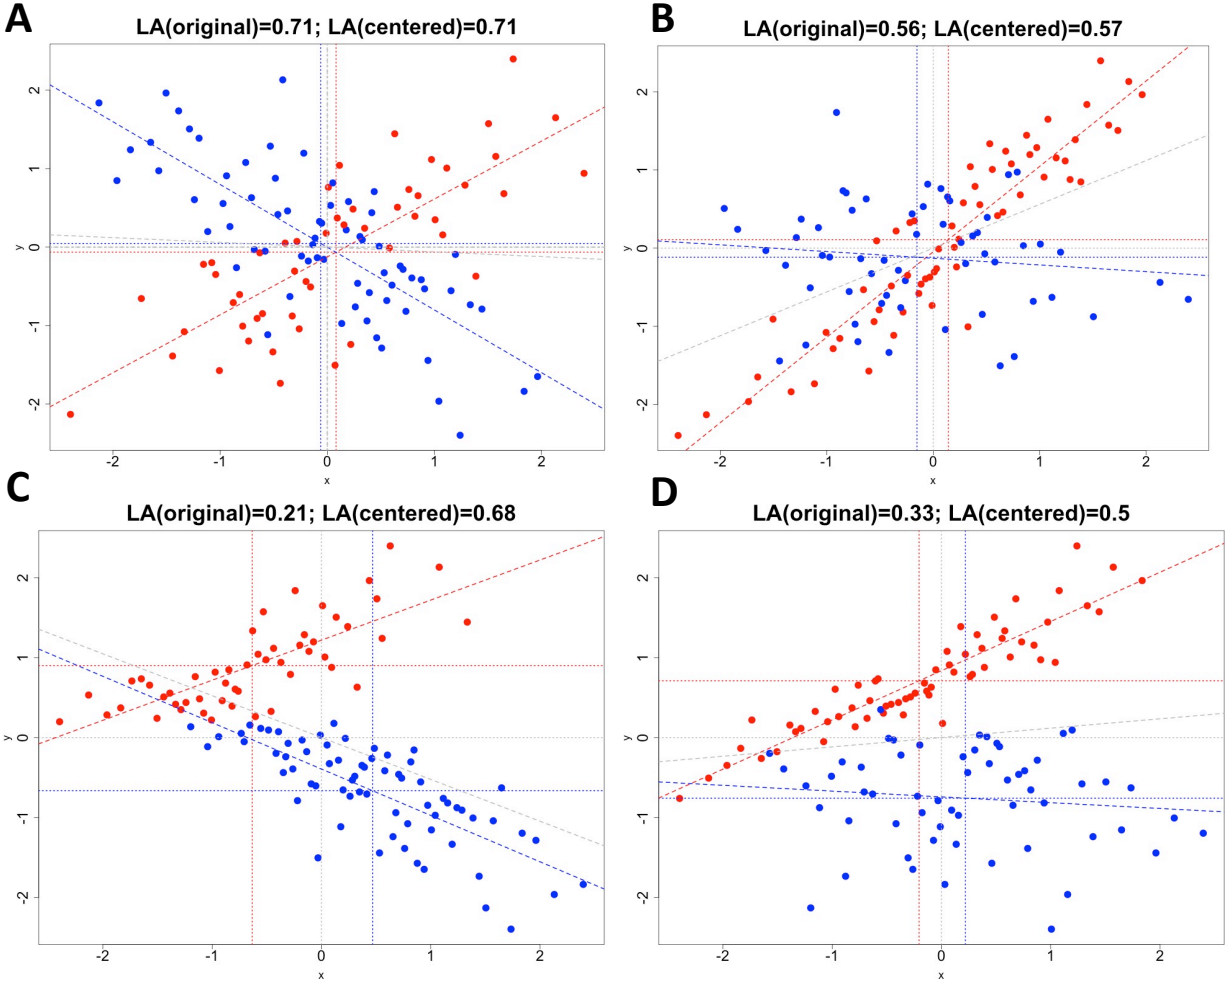 A
LA(original)=0.71; LA(centered)=0.71
2
1
0
-1
-2
y
-2
-1
0
1
2
x
B
LA(original)=0.56; LA(centered)=0.57
2
1
0
-1
-2
y
-2
-1
0
1
2
x
C
LA(original)=0.21; LA(centered)=0.68
2
1
0
-1
-2
y
-2
-1
0
1
2
x
D
LA(original)=0.33; LA(centered)=0.5
2
1
0
-1
-2
y
-2
-1
0
1
2
x